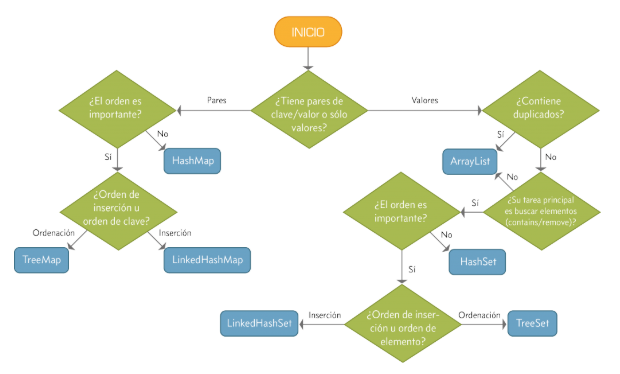 INICIO
¿El orden es
importante?
Pares
¿Tiene pares de
clave/valor o sólo
valores?
Valores
¿Contiene
duplicados?
No
Sí
HashMap
Sí
ArrayList
No
No
¿Orden de
inserción u
orden de clave?
¿El orden es
importante?
Sí
¿Su tarea principal
es buscar elementos
(contains/remove)?
Ordenación
Inserción
No
TreeMap
LinkedHashMap
HashSet
Sí
LinkedHashSet
Inserción
¿Orden de inser-
ción u orden de
elemento?
Ordenación
TreeSet